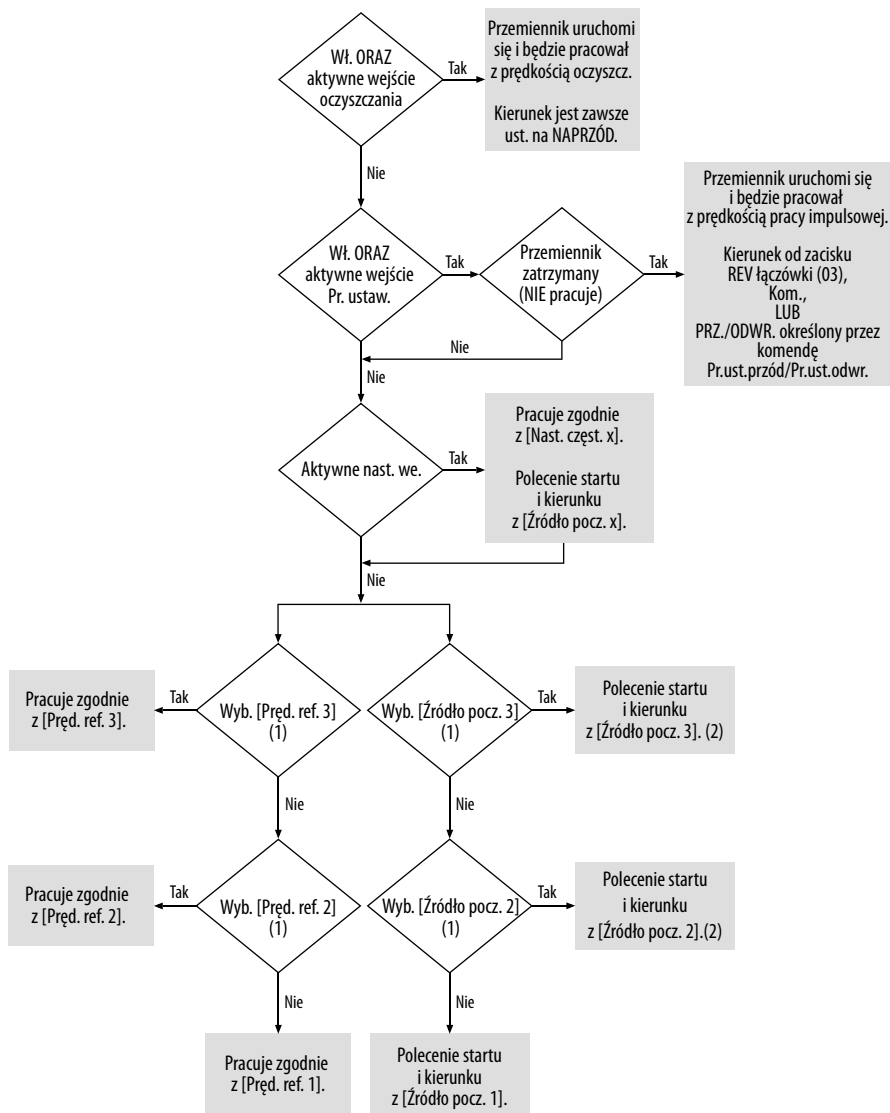 Wł. ORAZ
aktywne wejście
oczyszczania
Tak
Przemiennik uruchomi
się i będzie pracował
z prędkością oczyszcz.
Kierunek jest zawsze
ust. na NAPRZÓD.
Nie
Wł. ORAZ
aktywne wejście
Pr. ustaw.
Tak
Przemiennik
zatrzymany
(NIE pracuje)
Tak
Przemiennik uruchomi się
i będzie pracował
z prędkością pracy impulsowej.
Kierunek od zacisku
REV łączówki (03),
Kom.,
LUB
PRZ./ODWR. określony przez
komendę
Pr.ust.przód/Pr.ust.odwr.
Nie
Nie
Aktywne nast. we.
Tak
Pracuje zgodnie
z [Nast. częst. x].
Polecenie startu
i kierunku
z [Źródło pocz. x].
Nie
Pracuje zgodnie
z [Pręd. ref. 3].
Tak
Wyb. [Pręd. ref. 3]
(1)
Wyb. [Źródło pocz. 3]
(1)
Tak
Polecenie startu
i kierunku
z [Źródło pocz. 3]. (2)
Nie
Nie
Pracuje zgodnie
z [Pręd. ref. 2].
Tak
Wyb. [Pręd. ref. 2]
(1)
Wyb. [Źródło pocz. 2]
(1)
Tak
Polecenie startu
i kierunku
z [Źródło pocz. 2].(2)
Nie
Nie
Pracuje zgodnie
z [Pręd. ref. 1].
Polecenie startu
i kierunku
z [Źródło pocz. 1].